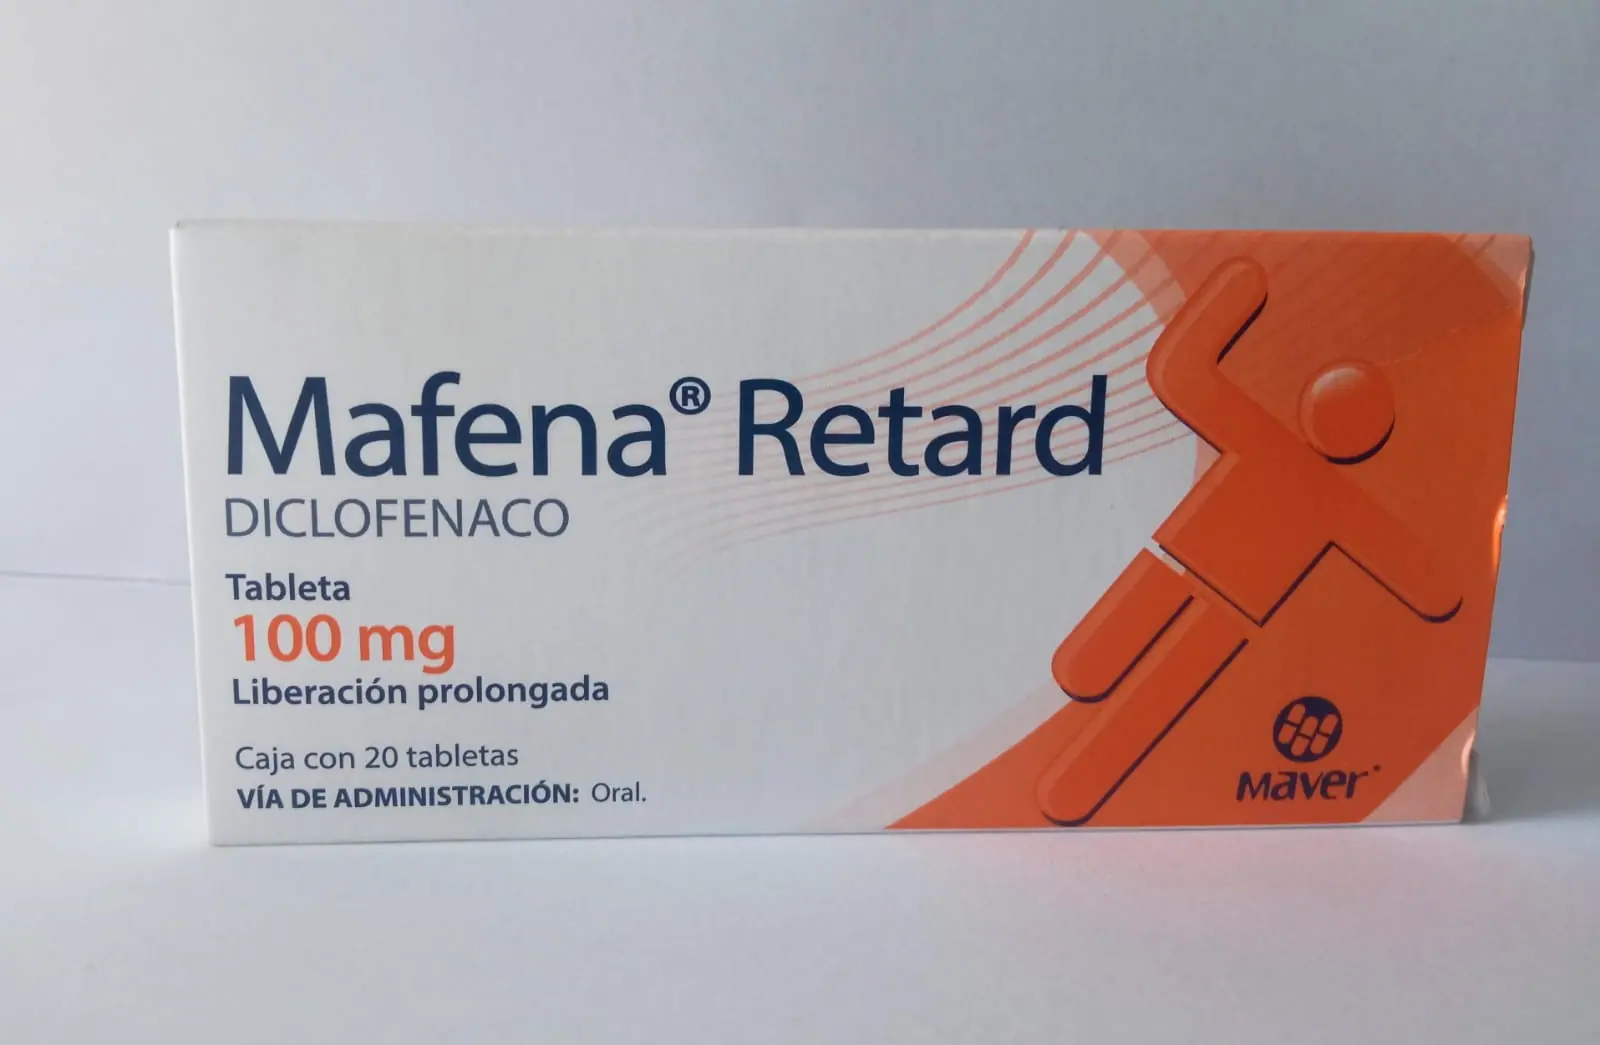 Mafena® Retard
DICLOFENACO
Tableta
100 mg
Liberación prolongada
Caja con 20 tabletas
VÍA DE ADMINISTRACIÓN: Oral.
Maver